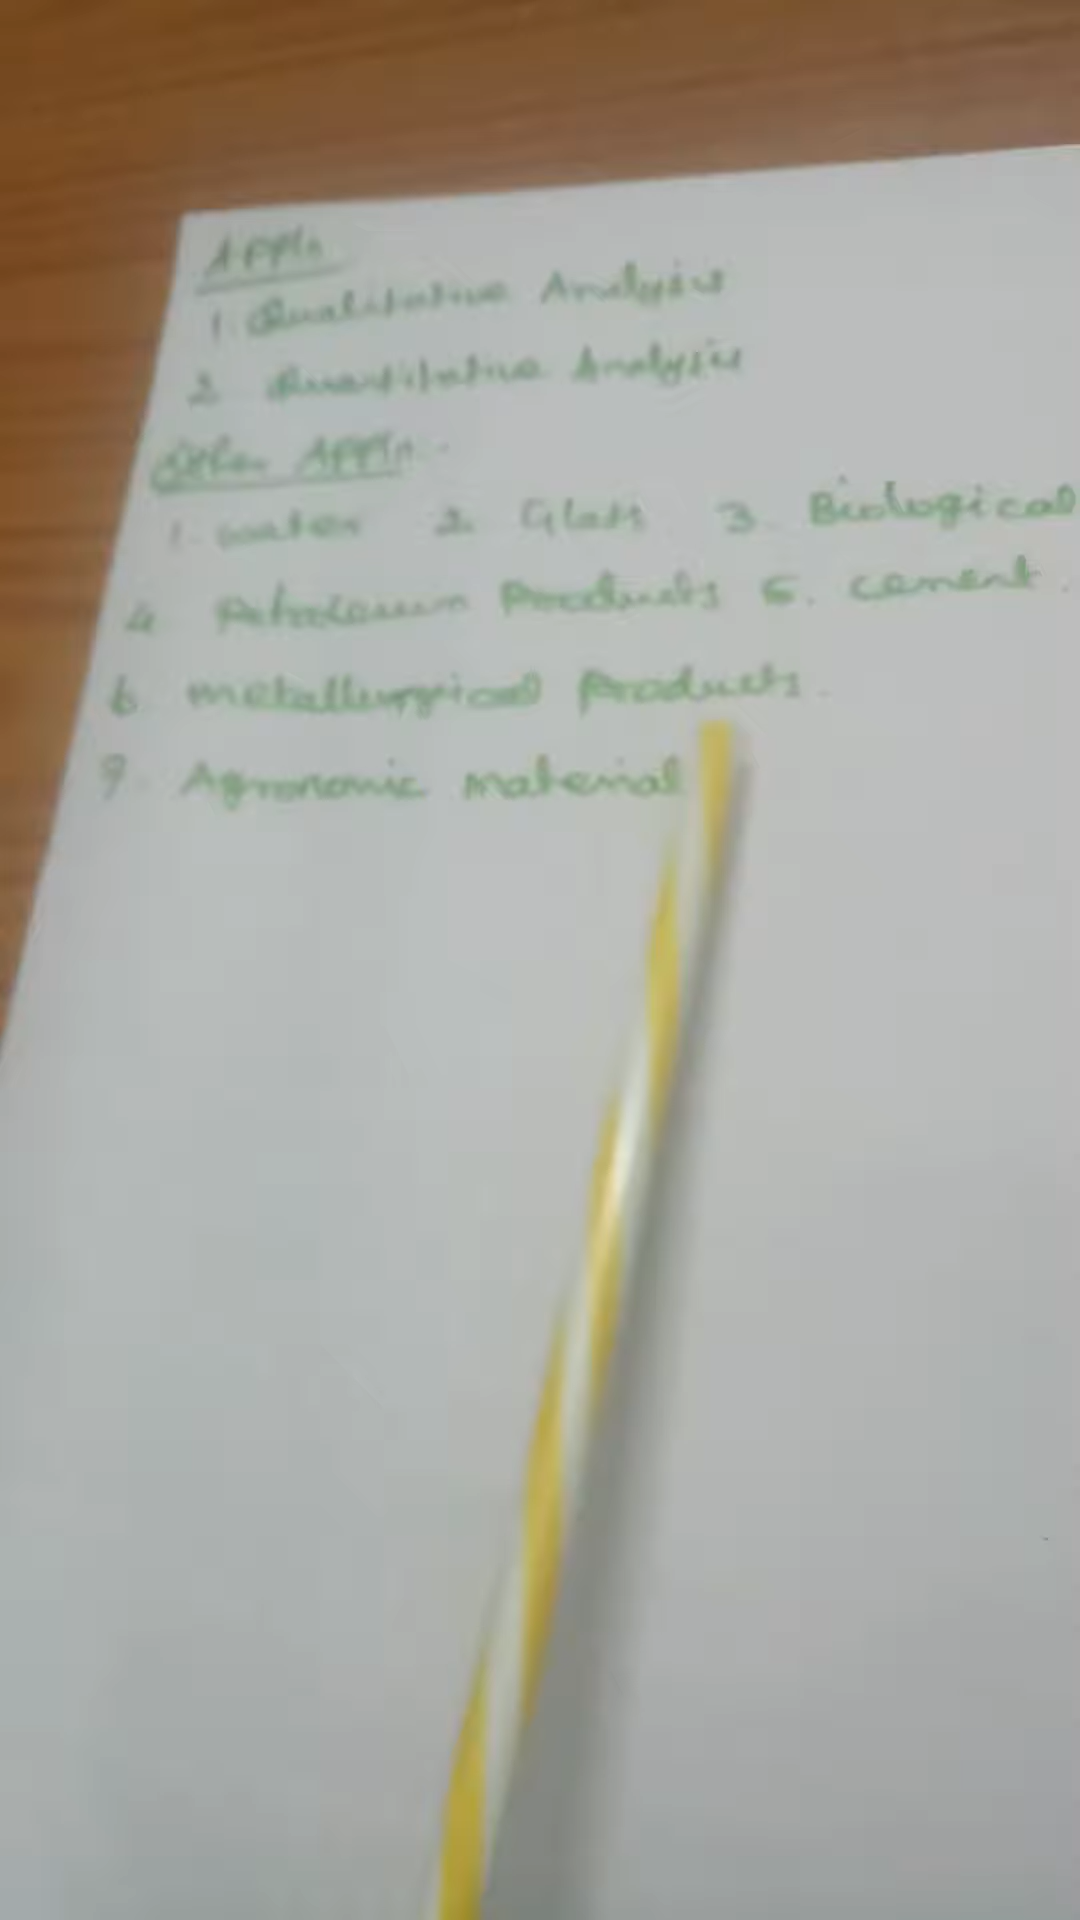 Appln
1. Qualitative Analysis
2 Quantitative Analysis
Other Appln.
1. water 2. Glass 3. Biological
4 Petroleum Products 5. cement.
6 metallurgical Products.
7. Agronomic material